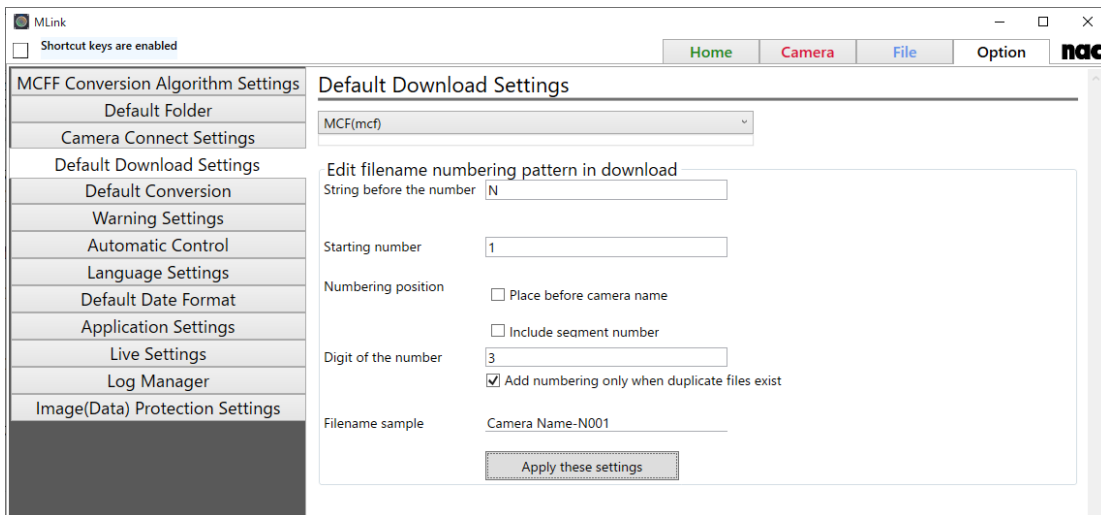 MLink
Shortcut keys are enabled
Home
Camera
File
Option
nac
MCFF Conversion Algorithm Settings
Default Folder
Camera Connect Settings
Default Download Settings
Default Conversion
Warning Settings
Automatic Control
Language Settings
Default Date Format
Application Settings
Live Settings
Log Manager
Image(Data) Protection Settings
Default Download Settings
MCF(mcf)
Edit filename numbering pattern in download
String before the number N
Starting number 1
Numbering position
Place before camera name
Include segment number
Digit of the number 3
Add numbering only when duplicate files exist
Filename sample Camera Name-N001
Apply these settings